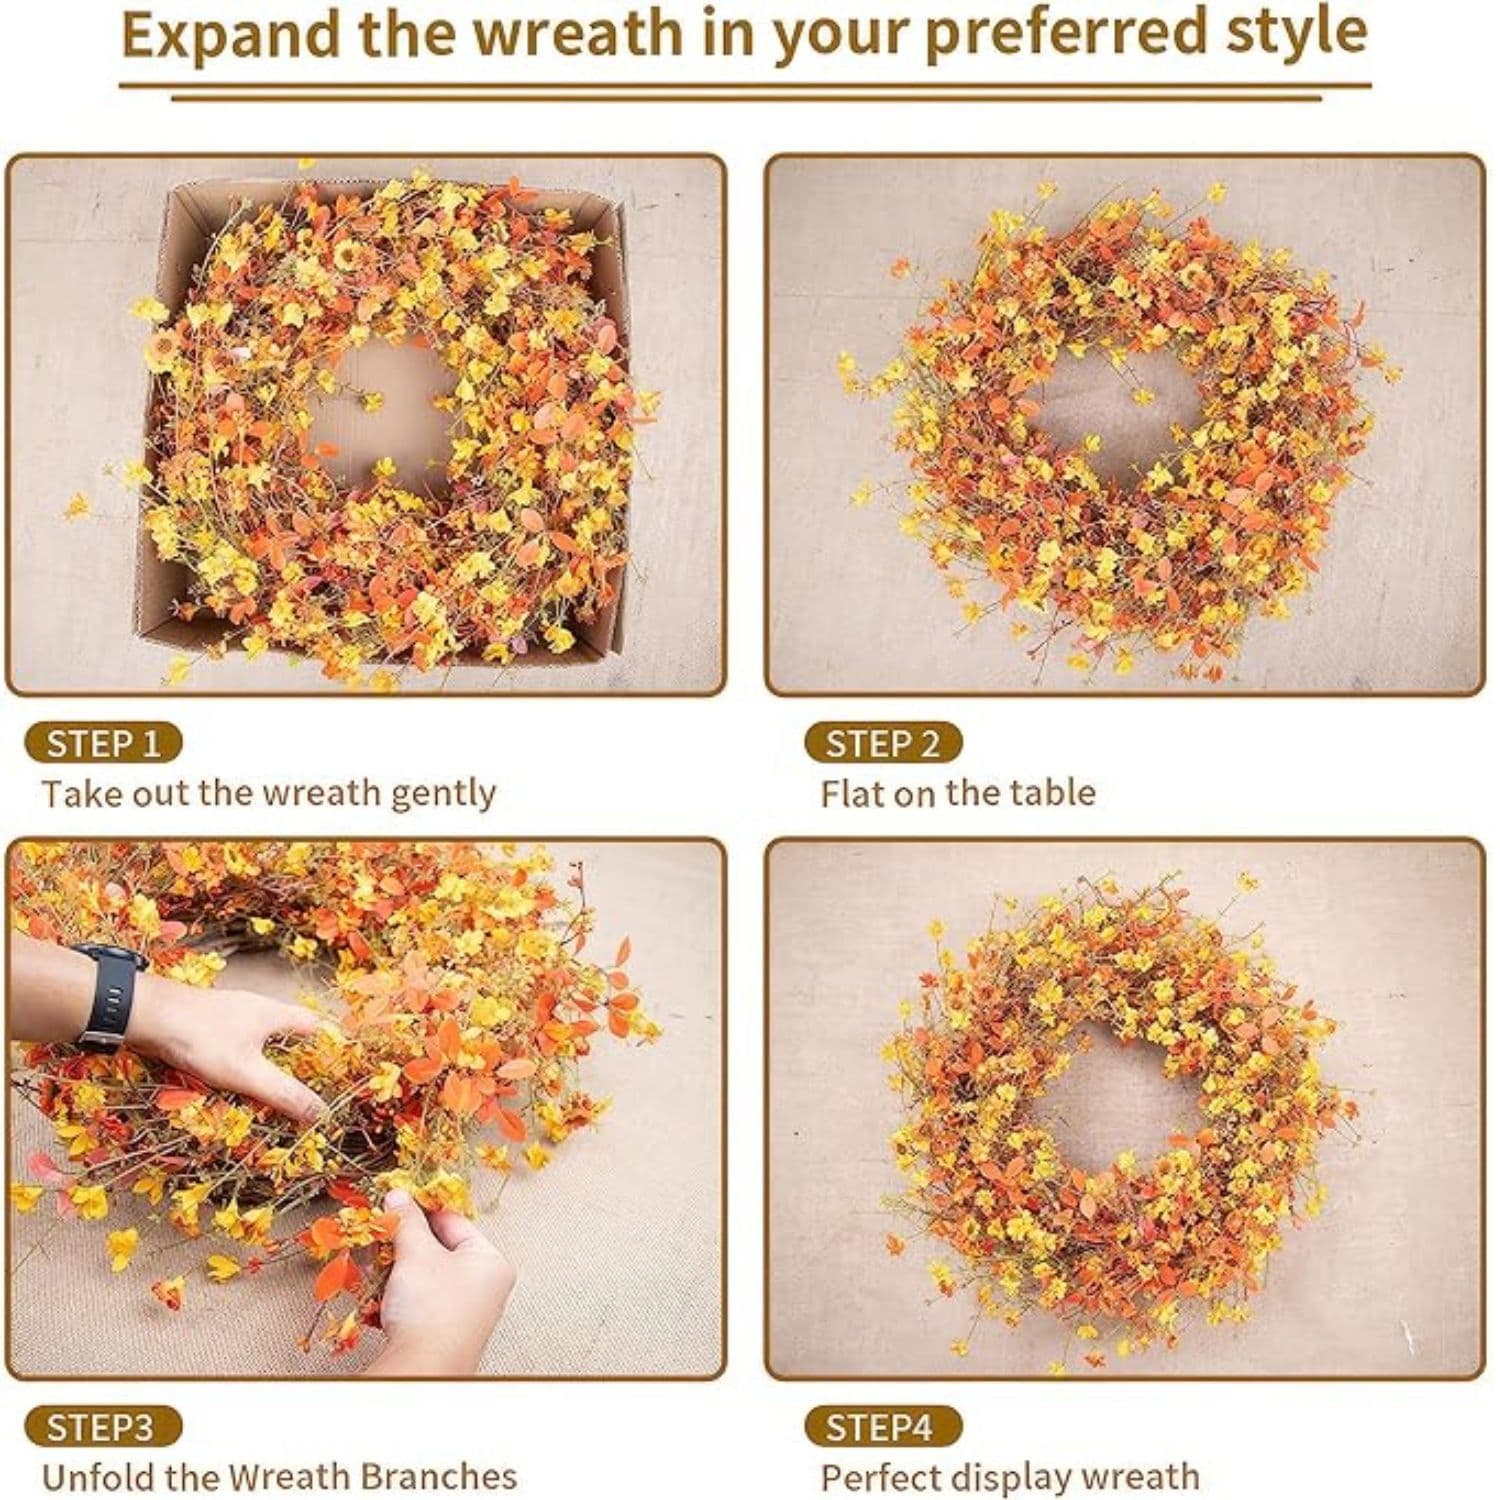 Expand the wreath in your preferred style
STEP 1
Take out the wreath gently
STEP 2
Flat on the table
STEP3
Unfold the Wreath Branches
STEP4
Perfect display wreath